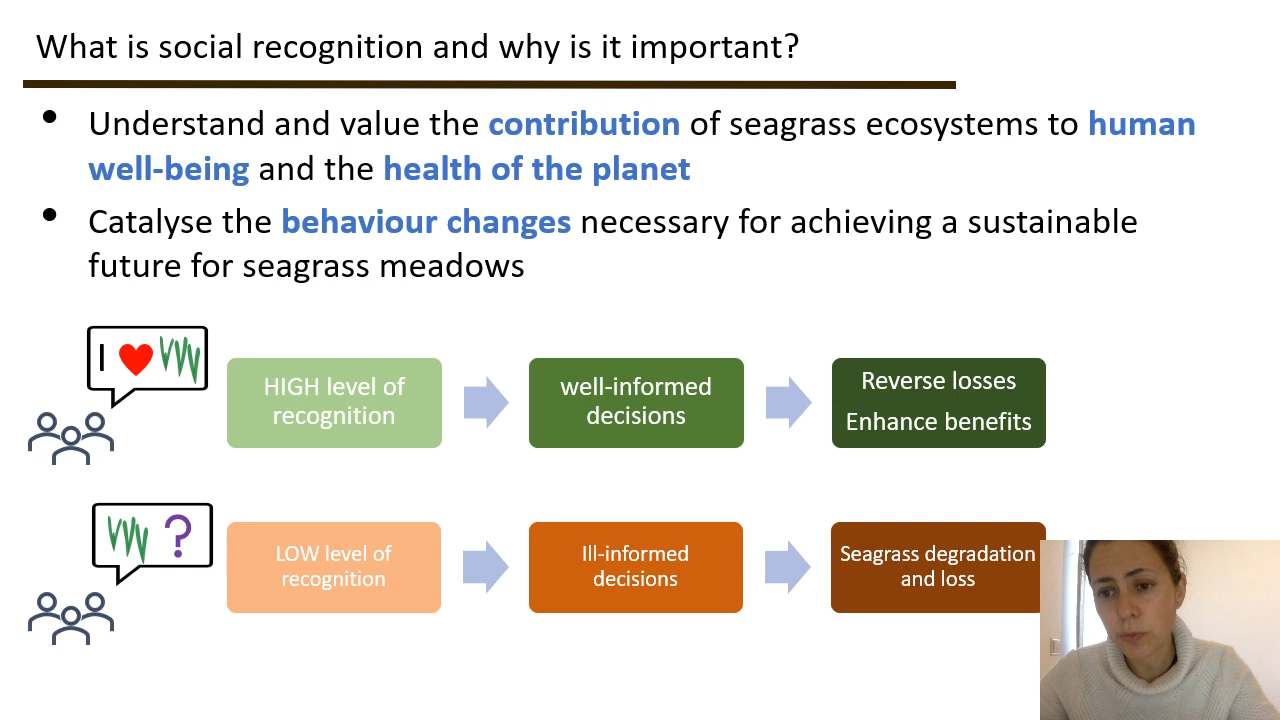 What is social recognition and why is it important?
• Understand and value the contribution of seagrass ecosystems to human
well-being and the health of the planet
• Catalyse the behaviour changes necessary for achieving a sustainable
future for seagrass meadows
I
HIGH level of
recognition
well-informed
decisions
Reverse losses
Enhance benefits
?
LOW level of
recognition
Ill-informed
decisions
Seagrass degradation
and loss